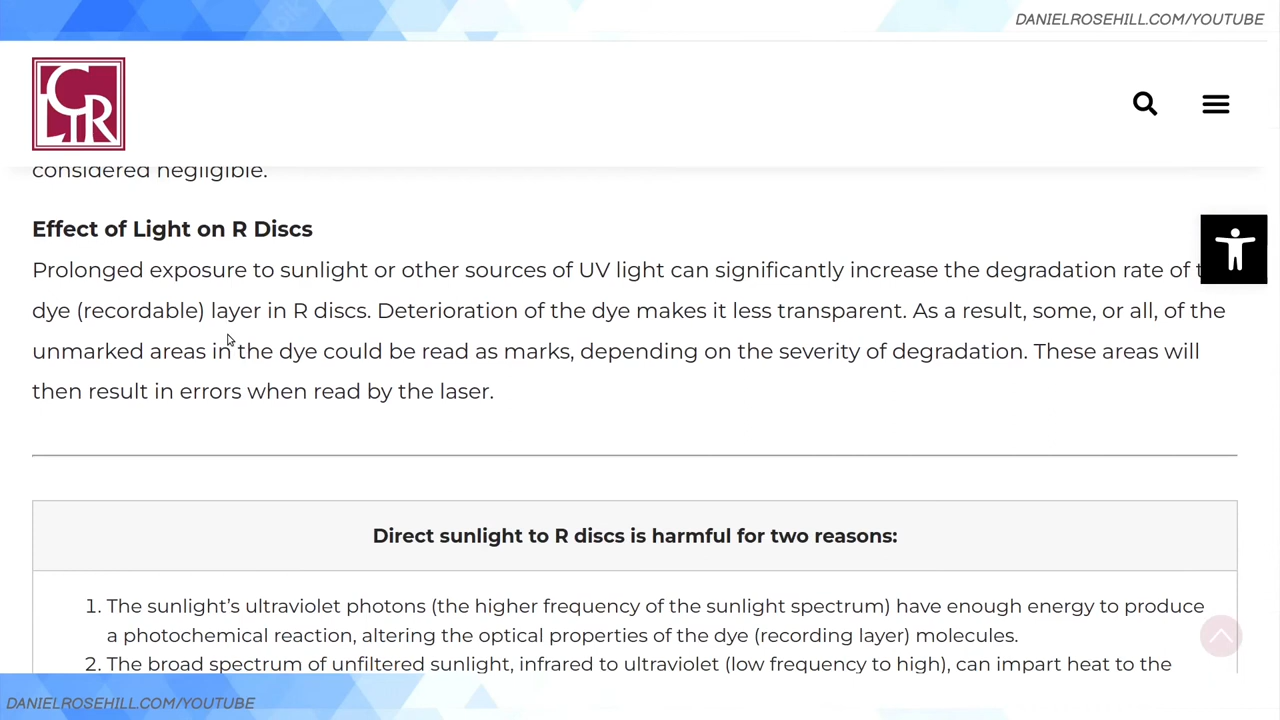 DANIELROSEHILL.COM/YOUTUBE
CLIR
considered negligible.
Effect of Light on R Discs
Prolonged exposure to sunlight or other sources of UV light can significantly increase the degradation rate of
dye (recordable) layer in R discs. Deterioration of the dye makes it less transparent. As a result, some, or all, of the
unmarked areas in the dye could be read as marks, depending on the severity of degradation. These areas will
then result in errors when read by the laser.
Direct sunlight to R discs is harmful for two reasons:
1. The sunlight’s ultraviolet photons (the higher frequency of the sunlight spectrum) have enough energy to produce
a photochemical reaction, altering the optical properties of the dye (recording layer) molecules.
2. The broad spectrum of unfiltered sunlight, infrared to ultraviolet (low frequency to high), can impart heat to the
DANIELROSEHILL.COM/YOUTUBE